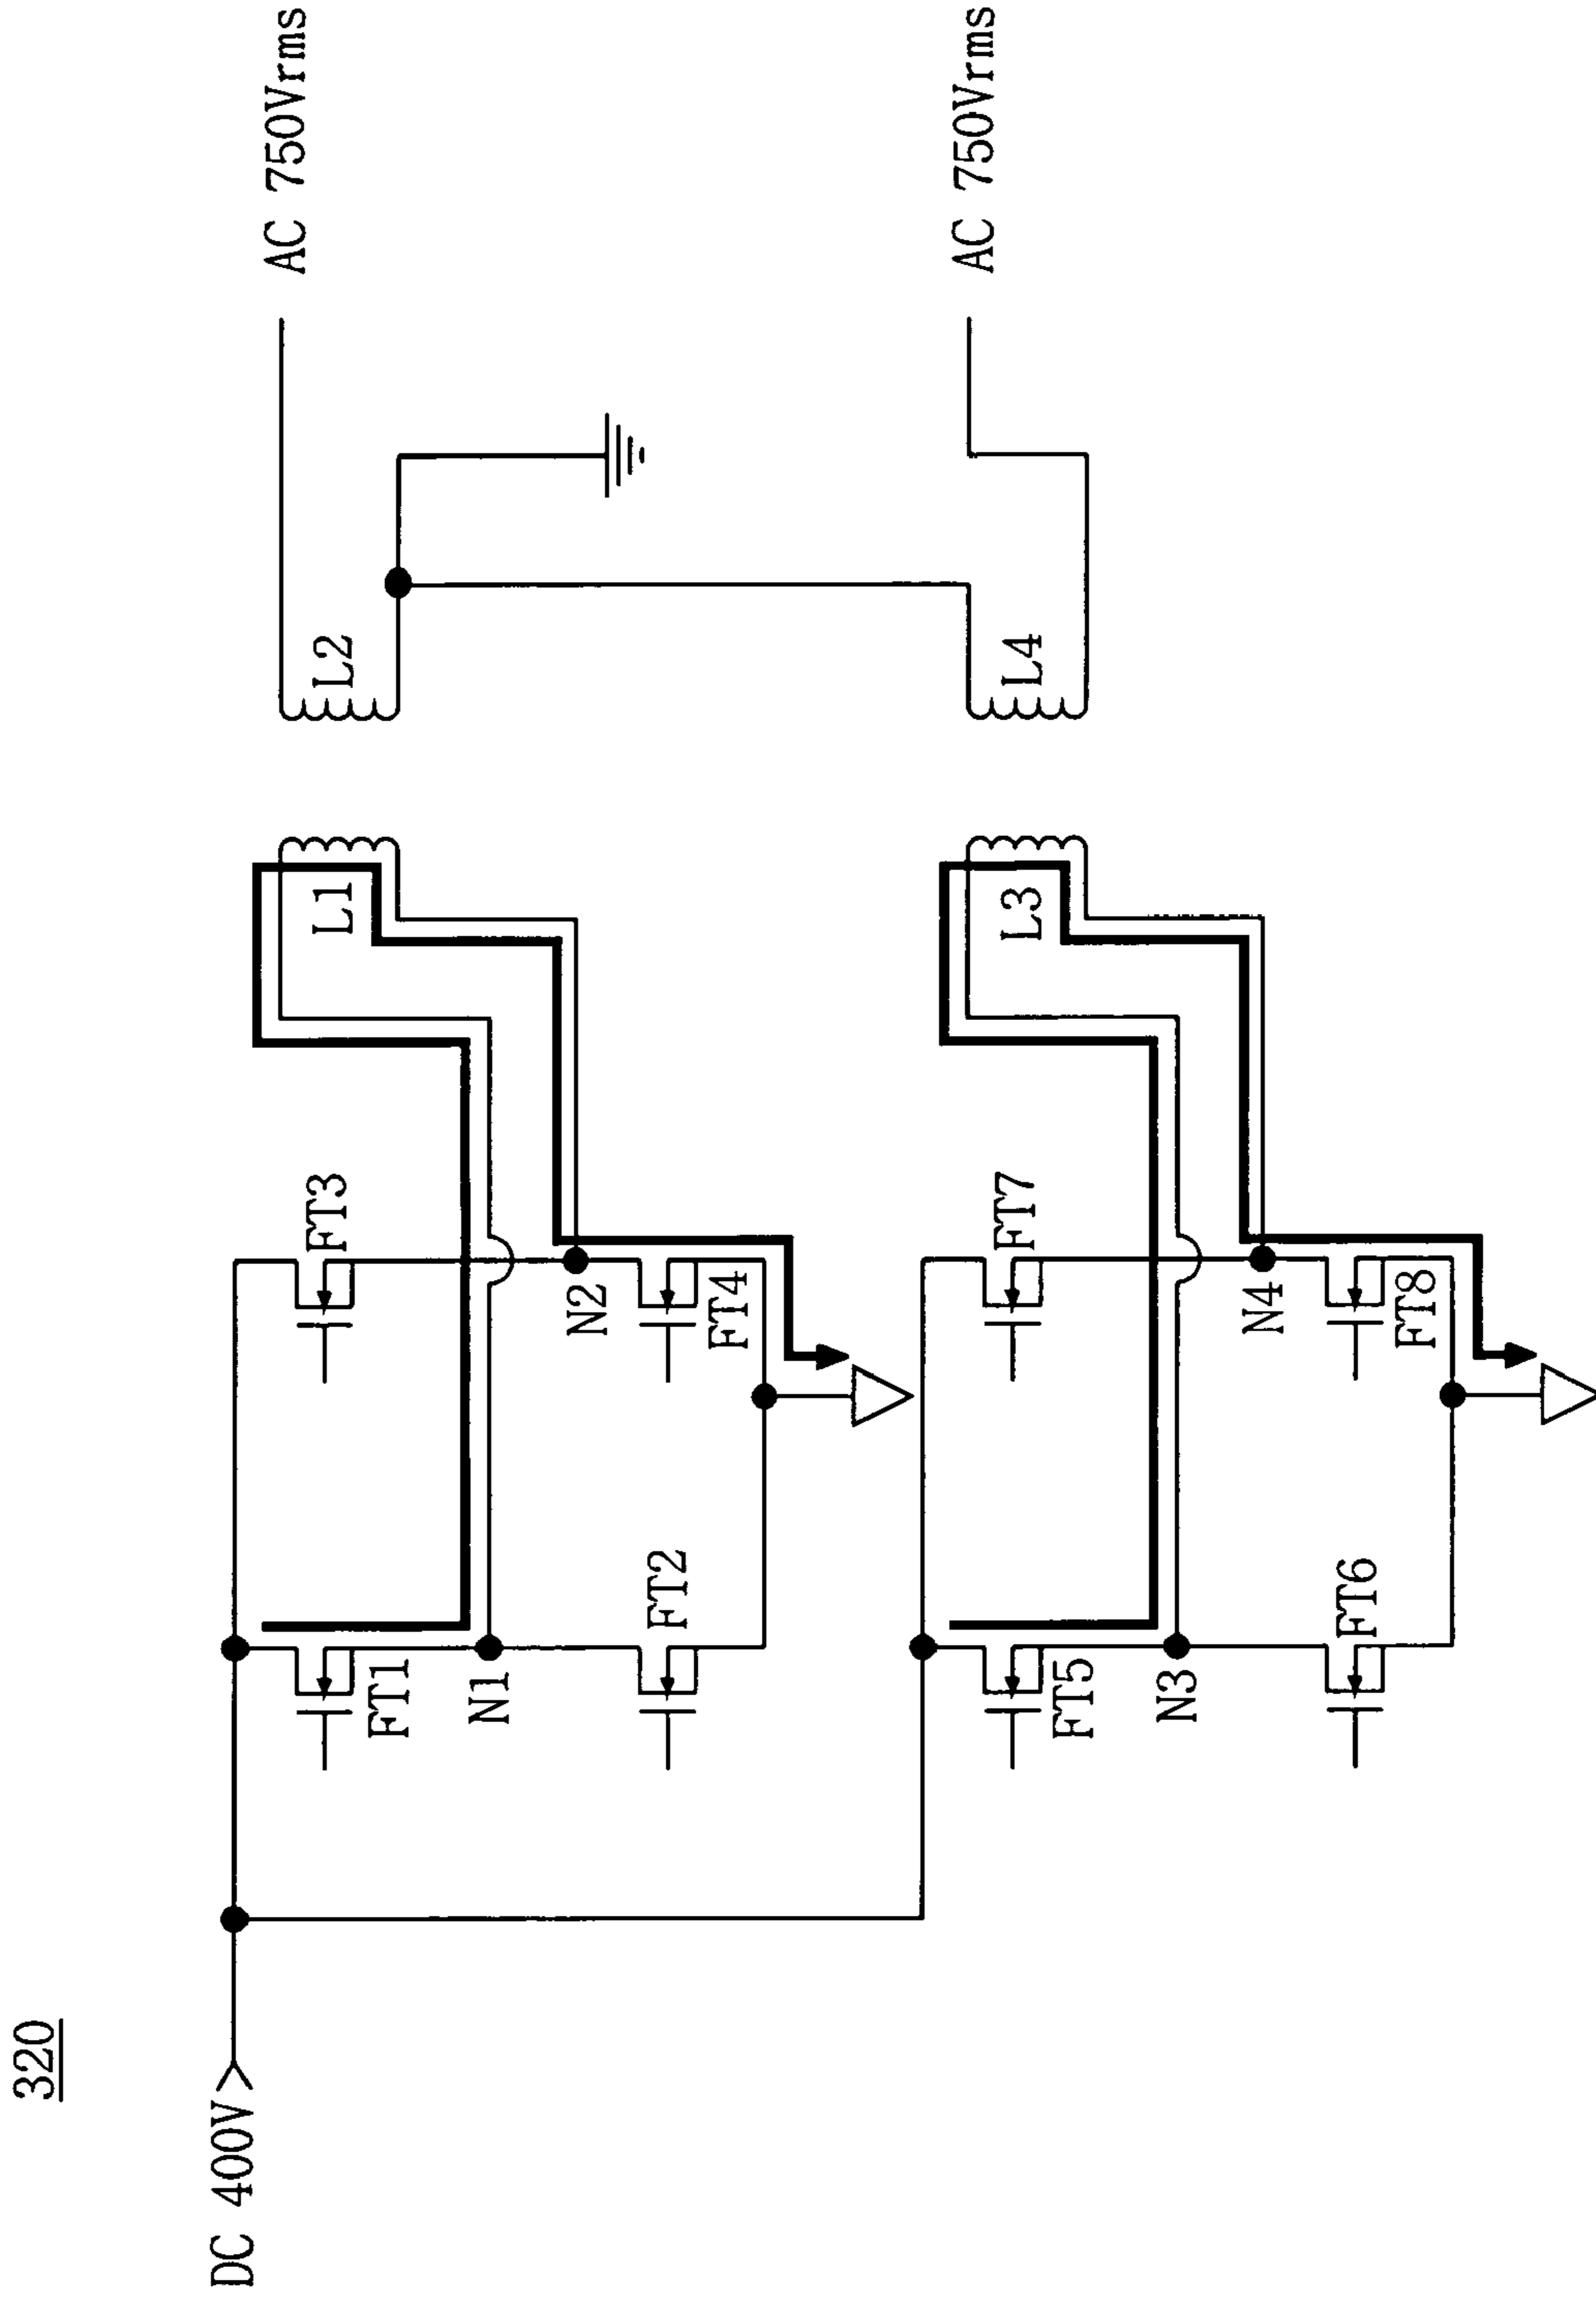 320
DC 400V
FT1
FT3
N1
N2
FT2
FT4
L1
L2
AC 750Vrms
FT5
FT7
N3
N4
FT6
FT8
L3
L4
AC 750Vrms